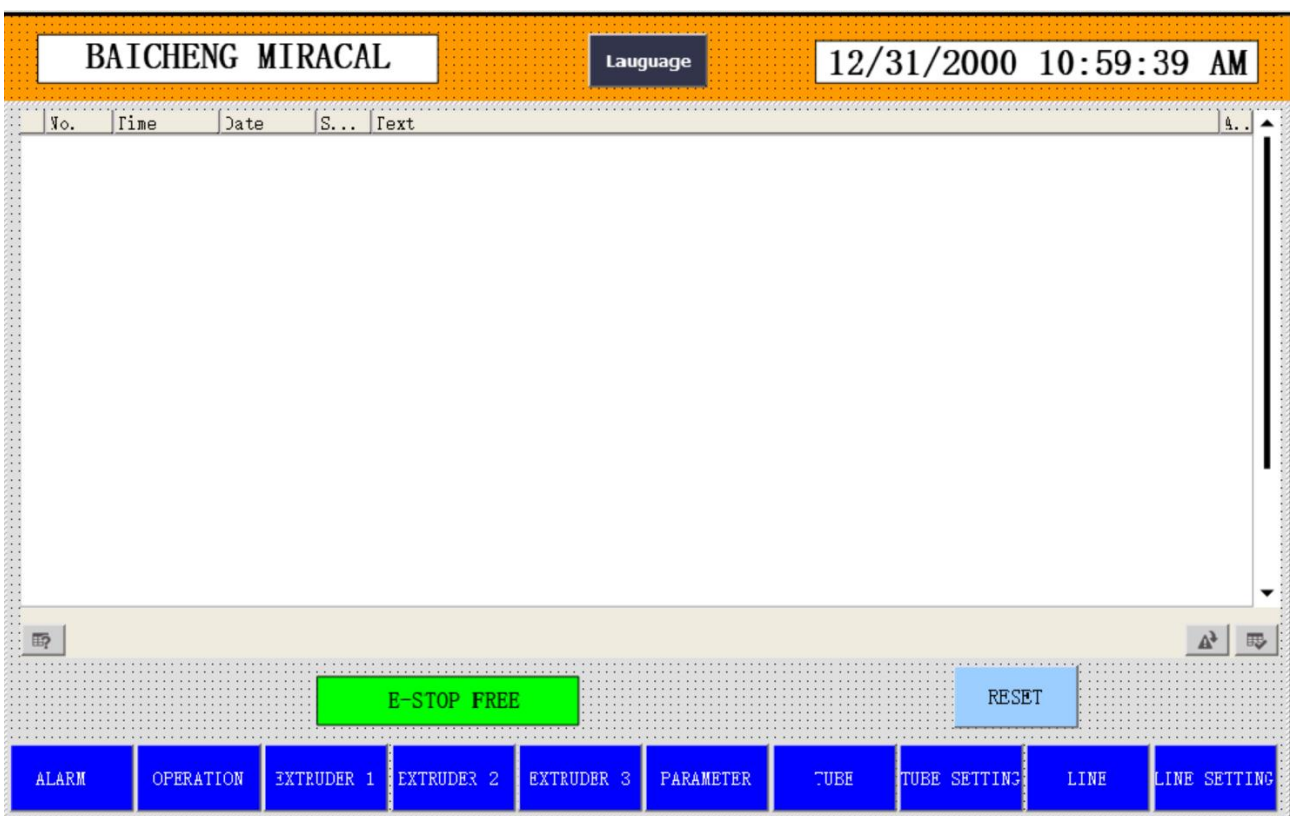 BAICHENG MIRACAL
Lauguage
12/31/2000 10:59:39 AM
No. Time Date S... Text A..
E-STOP FREE
RESET
ALARM OPERATION EXTRUDER 1 EXTRUDER 2 EXTRUDER 3 PARAMETER TUBE TUBE SETTING LINE LINE SETTING